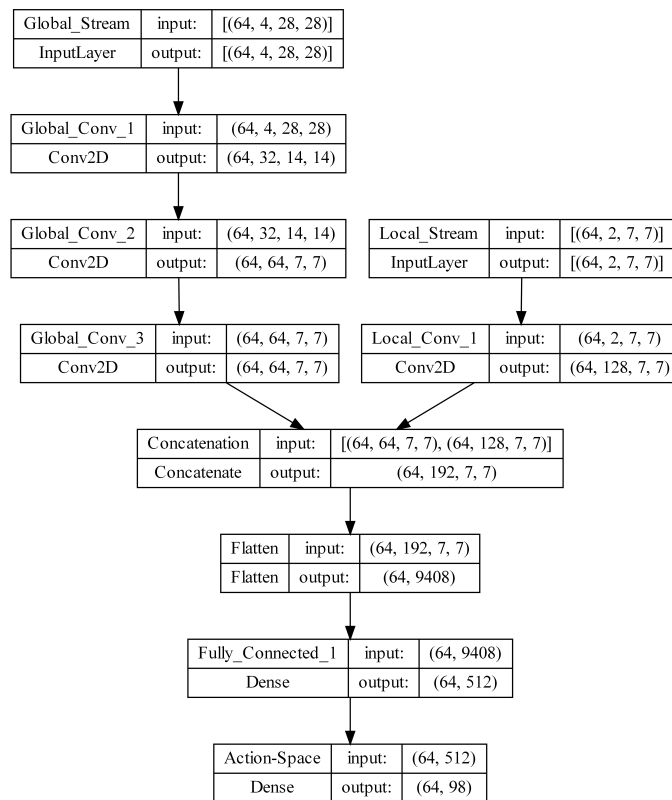 Global_Stream input: [(64, 4, 28, 28)]
InputLayer output: [(64, 4, 28, 28)]
Global_Conv_1 input: (64, 4, 28, 28)
Conv2D output: (64, 32, 14, 14)
Global_Conv_2 input: (64, 32, 14, 14)
Conv2D output: (64, 64, 7, 7)
Local_Stream input: [(64, 2, 7, 7)]
InputLayer output: [(64, 2, 7, 7)]
Global_Conv_3 input: (64, 64, 7, 7)
Conv2D output: (64, 64, 7, 7)
Local_Conv_1 input: (64, 2, 7, 7)
Conv2D output: (64, 128, 7, 7)
Concatenation input: [(64, 64, 7, 7), (64, 128, 7, 7)]
Concatenate output: (64, 192, 7, 7)
Flatten input: (64, 192, 7, 7)
Flatten output: (64, 9408)
Fully_Connected_1 input: (64, 9408)
Dense output: (64, 512)
Action-Space input: (64, 512)
Dense output: (64, 98)